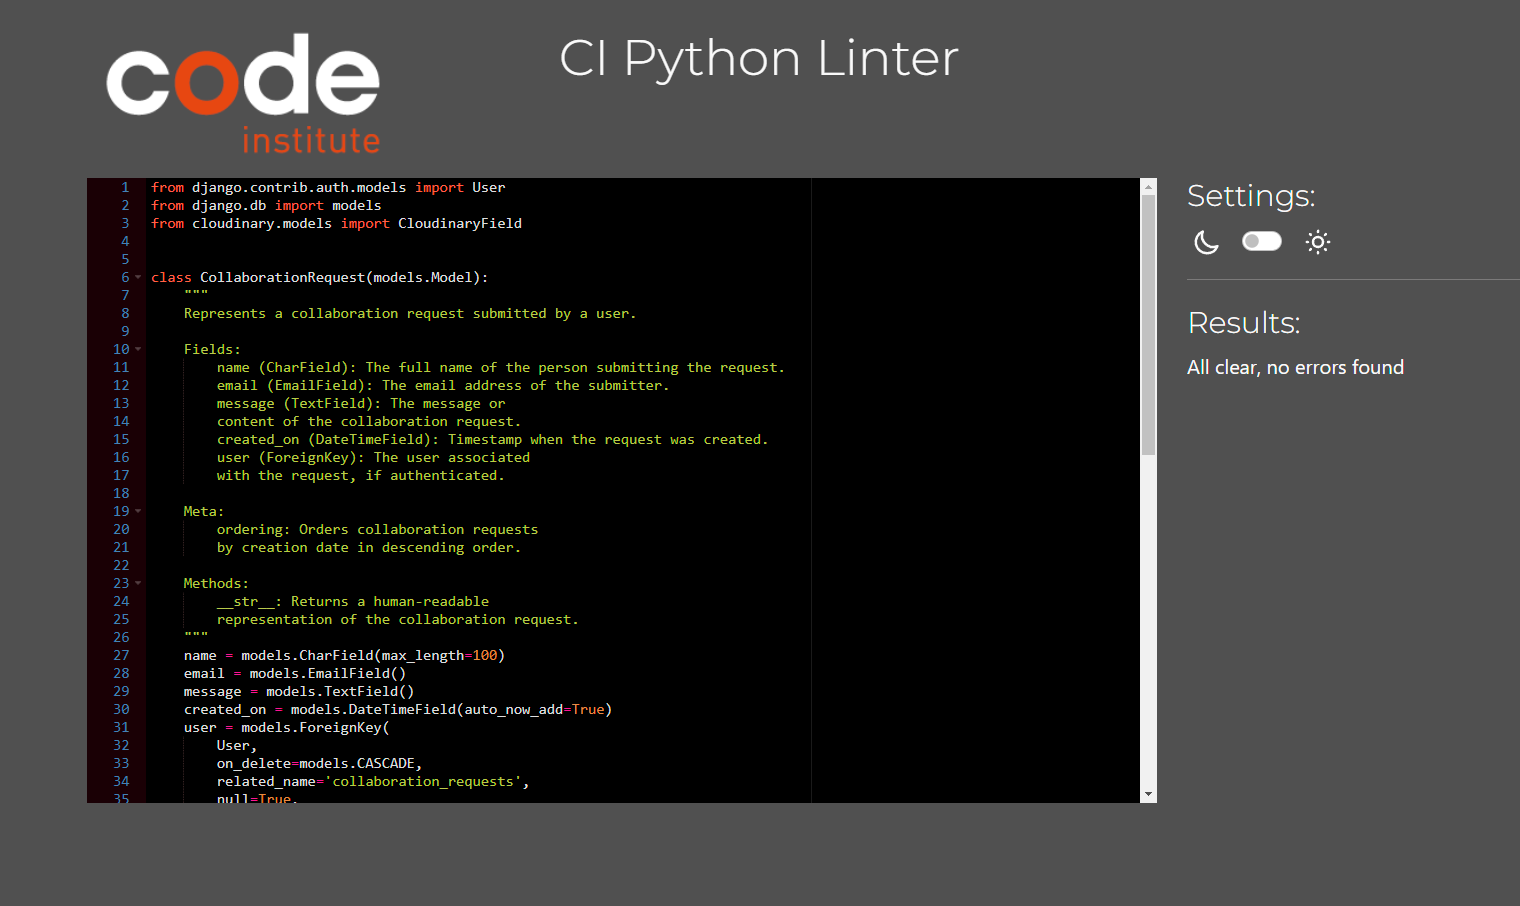 code
institute
CI Python Linter
1 from django.contrib.auth.models import User
2 from django.db import models
3 from cloudinary.models import CloudinaryField
4
5
6 class CollaborationRequest(models.Model):
7     """
8     Represents a collaboration request submitted by a user.
9
10     Fields:
11         name (CharField): The full name of the person submitting the request.
12         email (EmailField): The email address of the submitter.
13         message (TextField): The message or
14         content of the collaboration request.
15         created_on (DateTimeField): Timestamp when the request was created.
16         user (ForeignKey): The user associated
17         with the request, if authenticated.
18
19     Meta:
20         ordering: Orders collaboration requests
21         by creation date in descending order.
22
23     Methods:
24         __str__: Returns a human-readable
25         representation of the collaboration request.
26     """
27     name = models.CharField(max_length=100)
28     email = models.EmailField()
29     message = models.TextField()
30     created_on = models.DateTimeField(auto_now_add=True)
31     user = models.ForeignKey(
32         User,
33         on_delete=models.CASCADE,
34         related_name='collaboration_requests',
35         null=True,
Settings:
Results:
All clear, no errors found